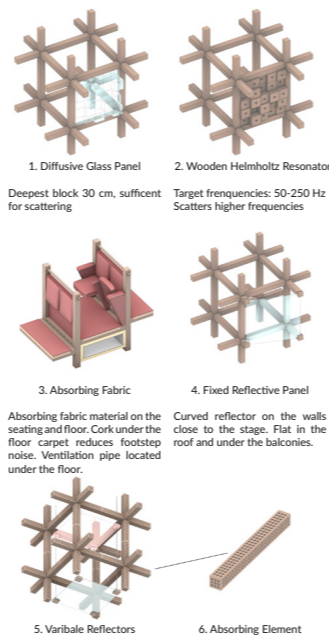 1. Diffusive Glass Panel
2. Wooden Helmholtz Resonator
Deepest block 30 cm, sufficent
for scattering
Target frenquencies: 50-250 Hz
Scatters higher frequencies
3. Absorbing Fabric
4. Fixed Reflective Panel
Absorbing fabric material on the
seating and floor. Cork under the
floor carpet reduces footstep
noise. Ventilation pipe located
under the floor.
Curved reflector on the walls
close to the stage. Flat in the
roof and under the balconies.
5. Varibale Reflectors
6. Absorbing Element